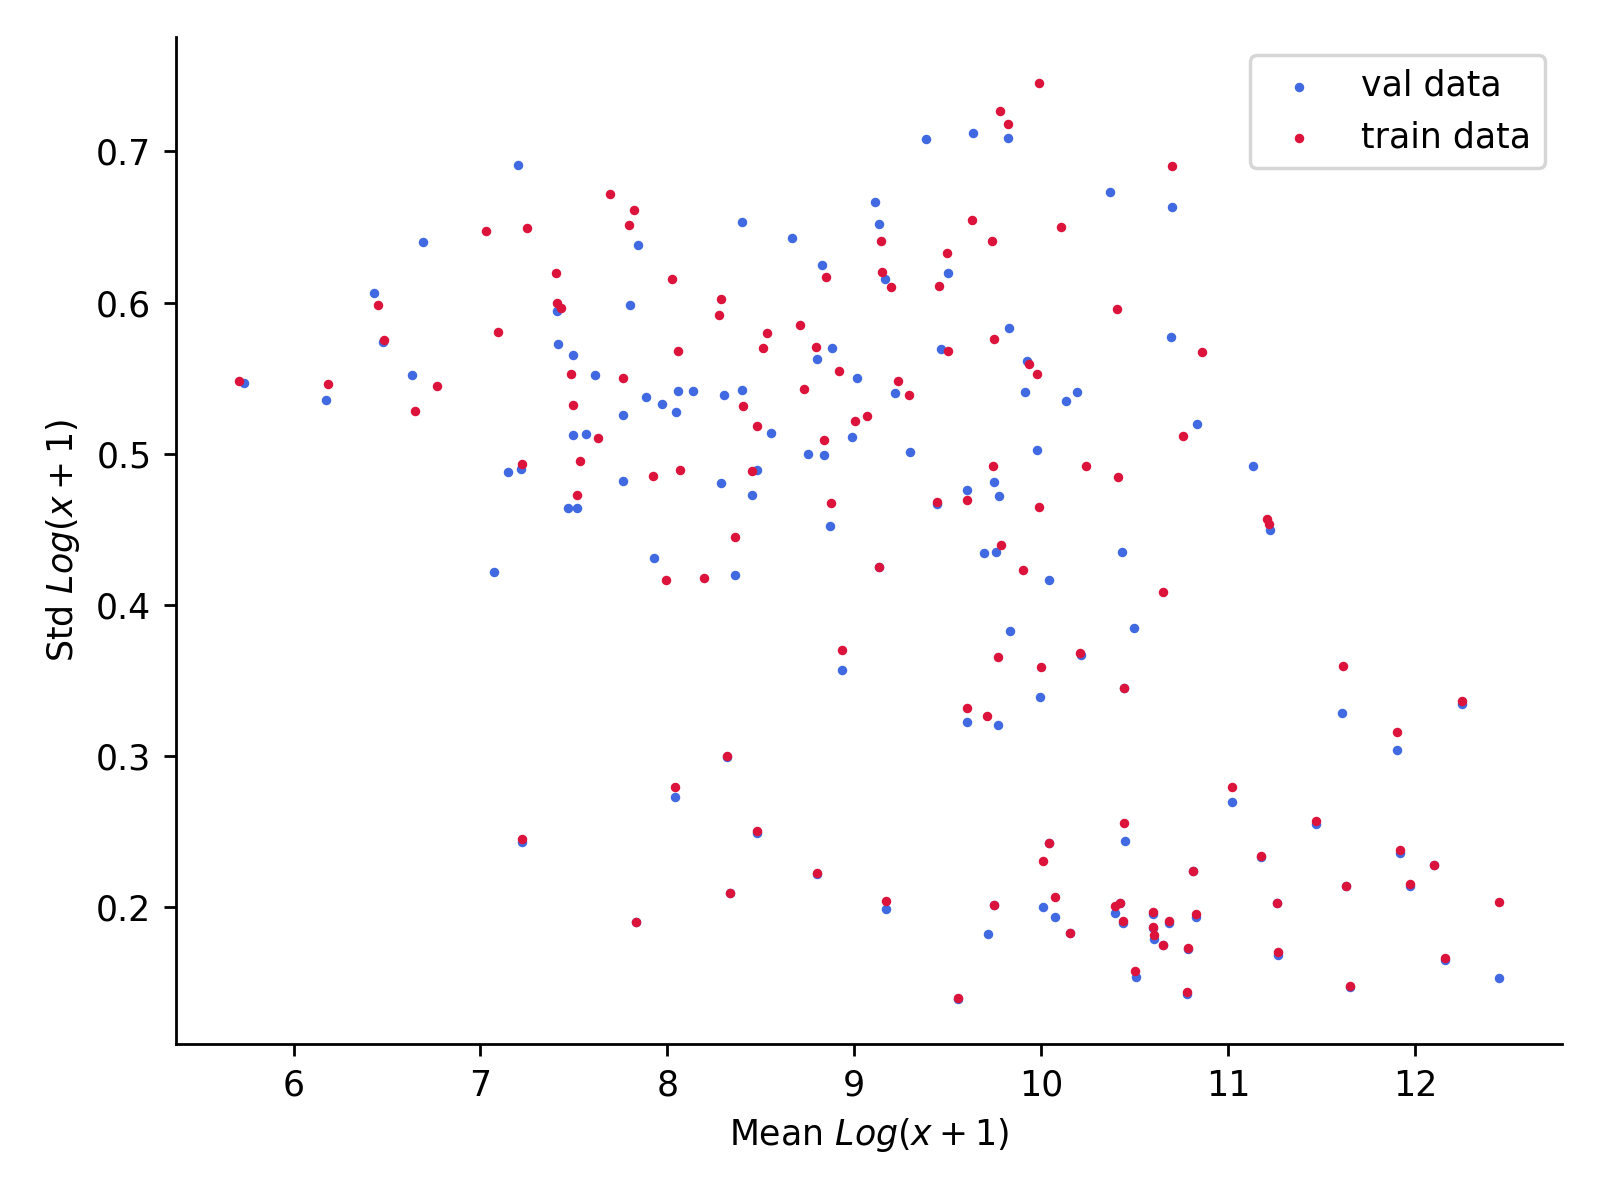 val data
train data
0.7
0.6
0.5
0.4
0.3
0.2
Std Log(x + 1)
6 7 8 9 10 11 12
Mean Log(x + 1)